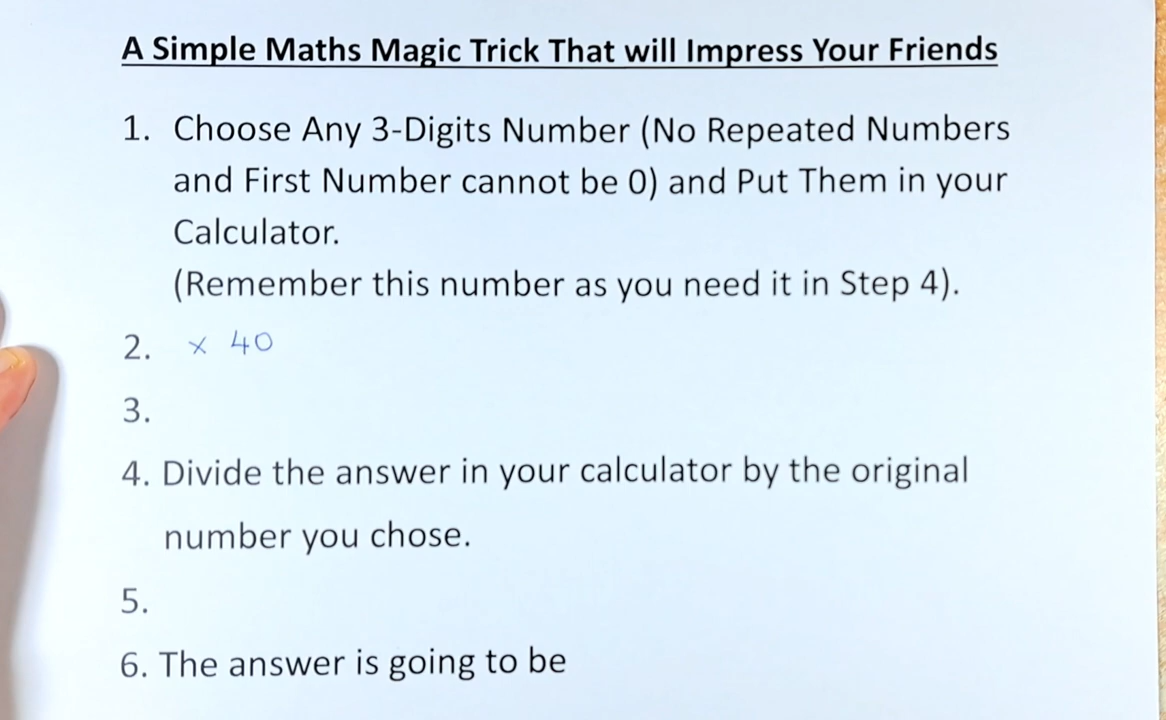 A Simple Maths Magic Trick That will Impress Your Friends
1. Choose Any 3-Digits Number (No Repeated Numbers
and First Number cannot be 0) and Put Them in your
Calculator.
(Remember this number as you need it in Step 4).
2. × 40
3.
4. Divide the answer in your calculator by the original
number you chose.
5.
6. The answer is going to be